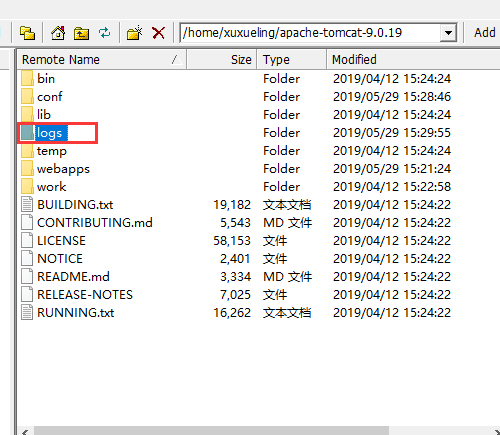 /home/xuxueling/apache-tomcat-9.0.19 Add
Remote Name / Size Type Modified
bin Folder 2019/04/12 15:24:24
conf Folder 2019/05/29 15:28:46
lib Folder 2019/04/12 15:24:24
logs Folder 2019/05/29 15:29:55
temp Folder 2019/04/12 15:24:24
webapps Folder 2019/05/29 15:21:24
work Folder 2019/04/12 15:22:58
BUILDING.txt 19,182 文本文档 2019/04/12 15:24:22
CONTRIBUTING.md 5,543 MD 文件 2019/04/12 15:24:22
LICENSE 58,153 文件 2019/04/12 15:24:22
NOTICE 2,401 文件 2019/04/12 15:24:22
README.md 3,334 MD 文件 2019/04/12 15:24:22
RELEASE-NOTES 7,025 文件 2019/04/12 15:24:22
RUNNING.txt 16,262 文本文档 2019/04/12 15:24:22